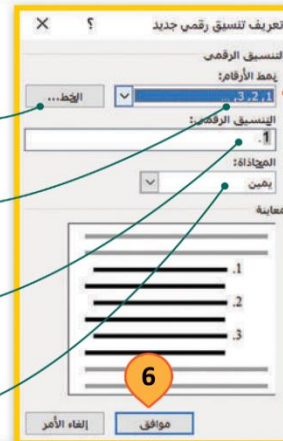 تعريف تنسيق رقمي جديد ? ×
التنسيق الرقمي
نمط الأرقام:
1, 2, 3, ... الخط...
التنسيق الرقمي:
1.
المحاذاة:
يمين
معاينة
1.
2.
3.
6
موافق إلغاء الأمر